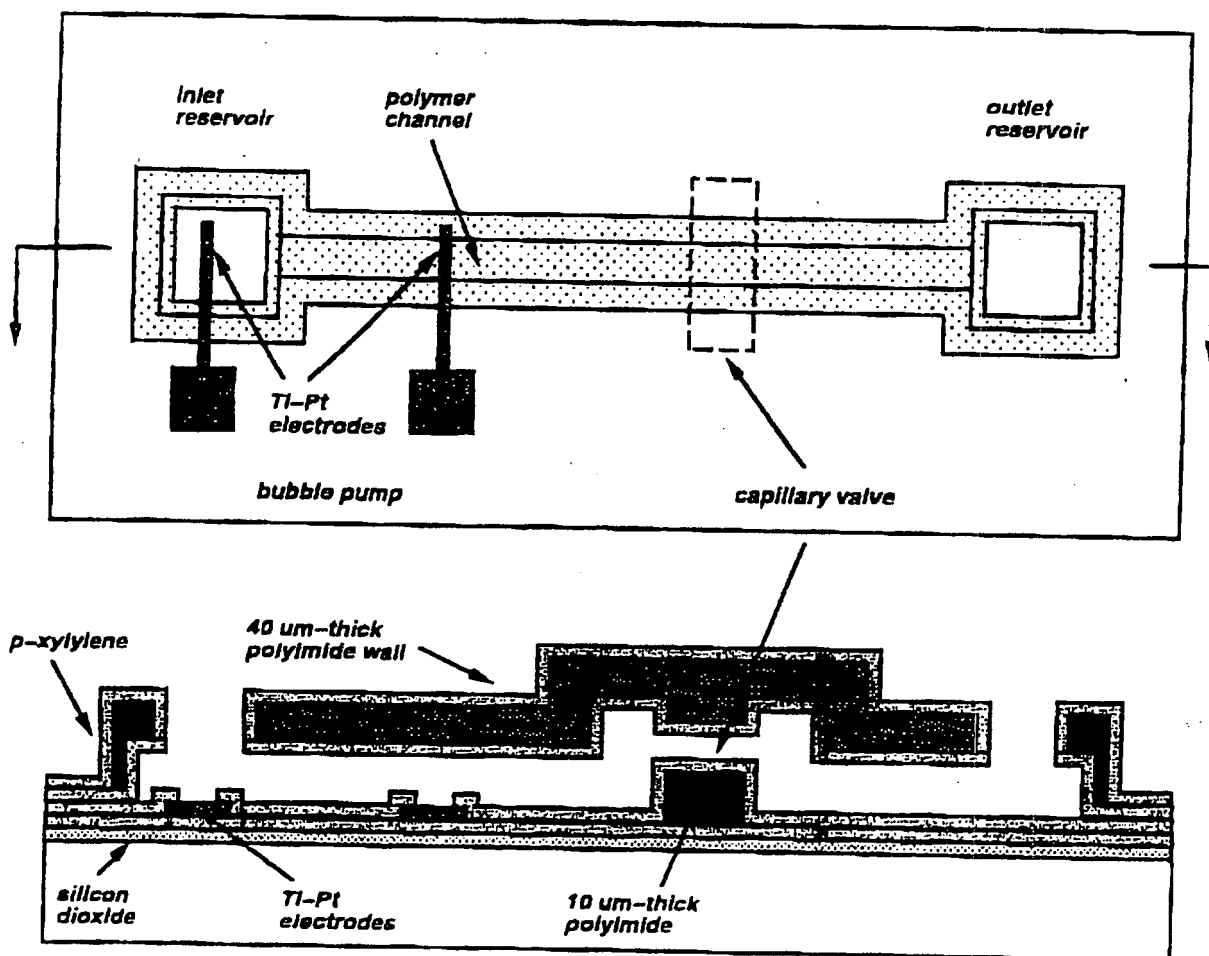 inlet
reservoir
polymer
channel
outlet
reservoir
Ti-Pt
electrodes
bubble pump
capillary valve
p-xylylene
40 um-thick
polyimide wall
silicon
dioxide
Ti-Pt
electrodes
10 um-thick
polyimide